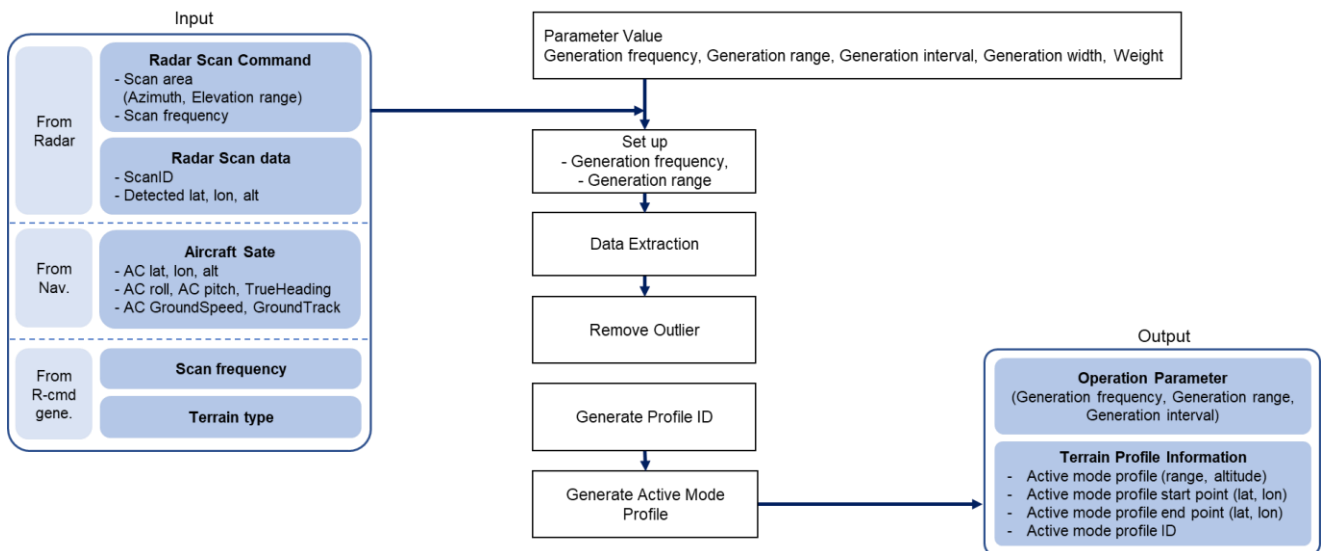 Input
From
Radar
Radar Scan Command
- Scan area
(Azimuth, Elevation range)
- Scan frequency
Radar Scan data
- ScanID
- Detected lat, lon, alt
From
Nav.
Aircraft Sate
- AC lat, lon, alt
- AC roll, AC pitch, TrueHeading
- AC GroundSpeed, GroundTrack
From
R-cmd
gene.
Scan frequency
Terrain type
Parameter Value
Generation frequency, Generation range, Generation interval, Generation width, Weight
Set up
- Generation frequency,
- Generation range
Data Extraction
Remove Outlier
Generate Profile ID
Generate Active Mode
Profile
Output
Operation Parameter
(Generation frequency, Generation range,
Generation interval)
Terrain Profile Information
- Active mode profile (range, altitude)
- Active mode profile start point (lat, lon)
- Active mode profile end point (lat, lon)
- Active mode profile ID